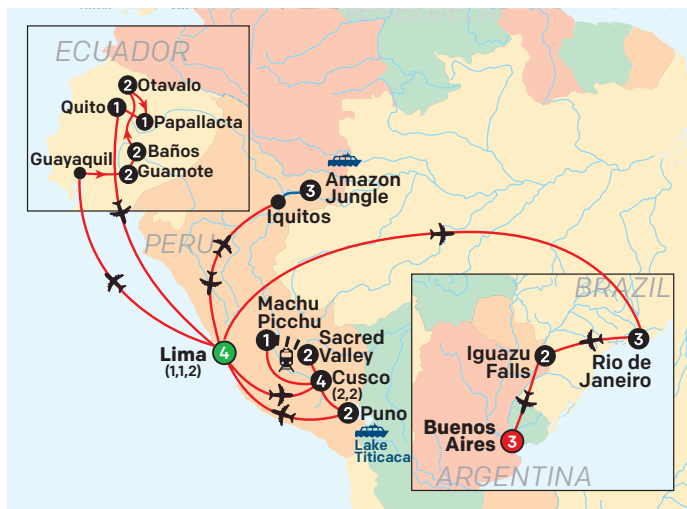 VENEZUELA
ECUADOR
2 Otavalo
Quito 1
1 Papallacta
2 Baños
Guayaquil
2 Guamote
3 Amazon
Jungle
Iquitos
PERU
Machu
Picchu
1
Sacred
Valley
2
Lima 4
(1,1,2)
4 Cusco
(2,2)
2 Puno
Lake
Titicaca
BRAZIL
3
Rio de
Janeiro
Iguazu
Falls
2
Buenos
Aires
3
ARGENTINA